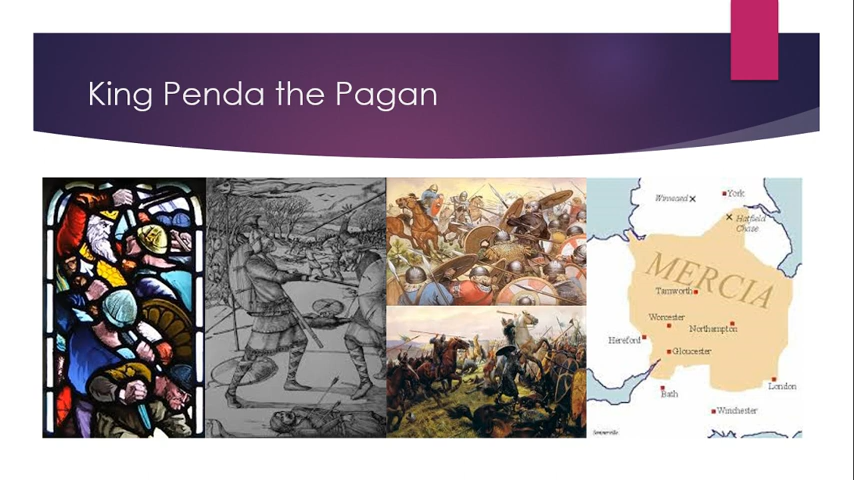 King Penda the Pagan
York
Winwaed
Hatfield
Chase
MERCIA
Tamworth
Worcester
Northampton
Hereford
Gloucester
London
Bath
Winchester